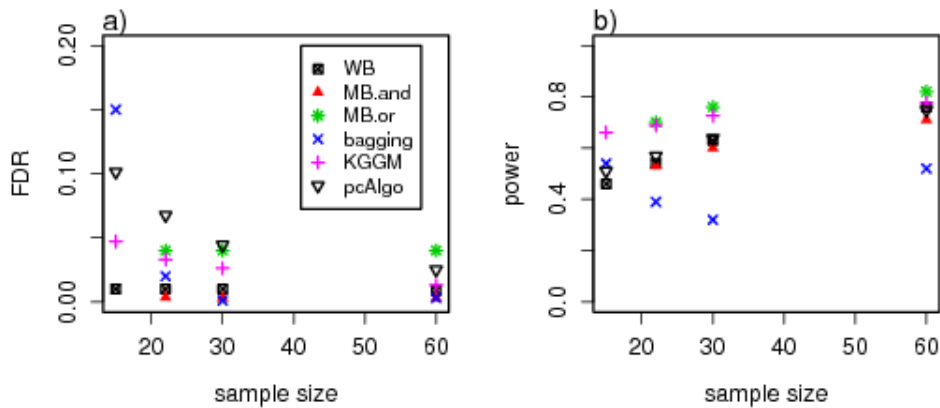 a)
0.20
0.10
0.00
FDR
WB
MB.and
MB.or
bagging
KGGM
pcAlgo
20 30 40 50 60
sample size
b)
0.8
0.4
0.0
power
20 30 40 50 60
sample size